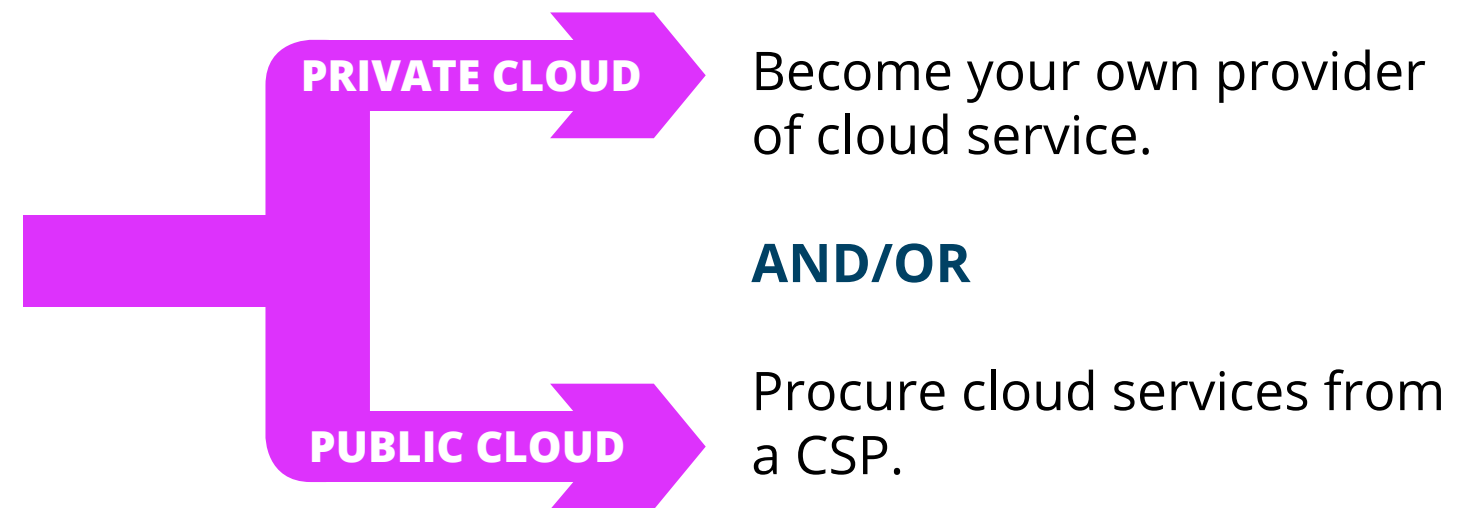 PRIVATE CLOUD
Become your own provider
of cloud service.
AND/OR
PUBLIC CLOUD
Procure cloud services from
a CSP.